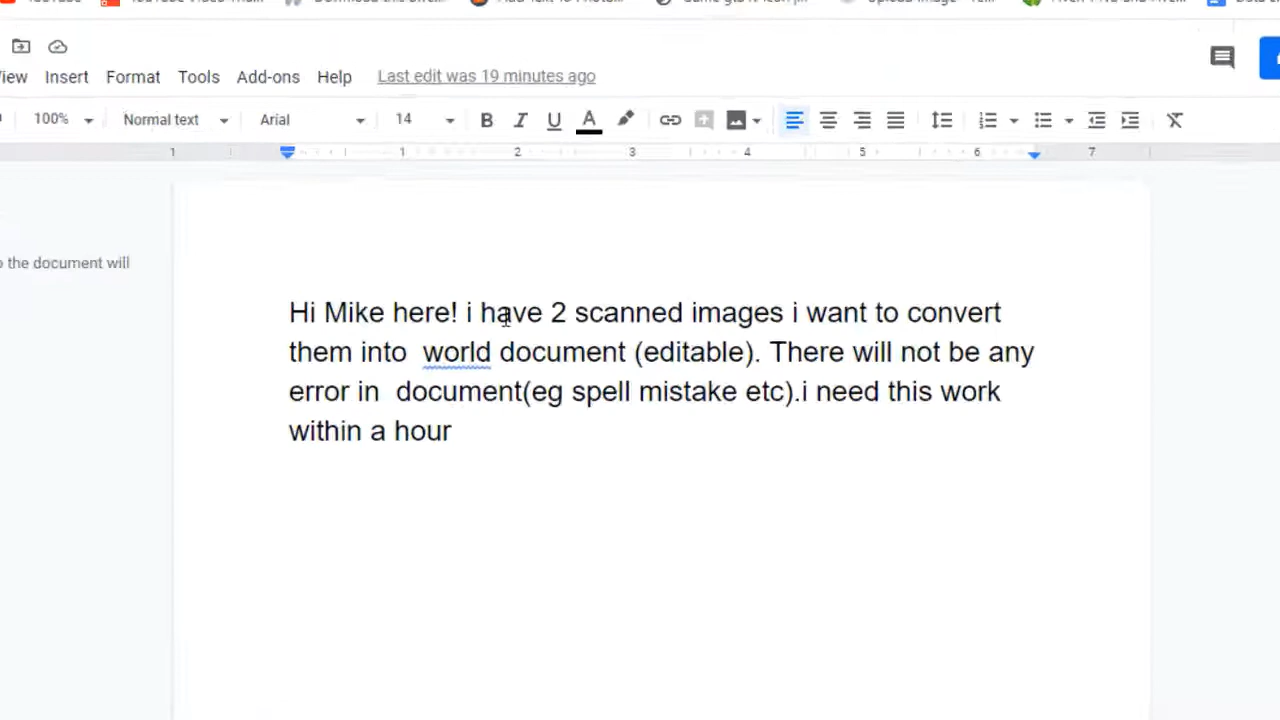 View Insert Format Tools Add-ons Help Last edit was 19 minutes ago
100% Normal text Arial 14 B I U A
1 1 2 3 4 5 6 7
to the document will
Hi Mike here! i have 2 scanned images i want to convert
them into world document (editable). There will not be any
error in document(eg spell mistake etc).i need this work
within a hour